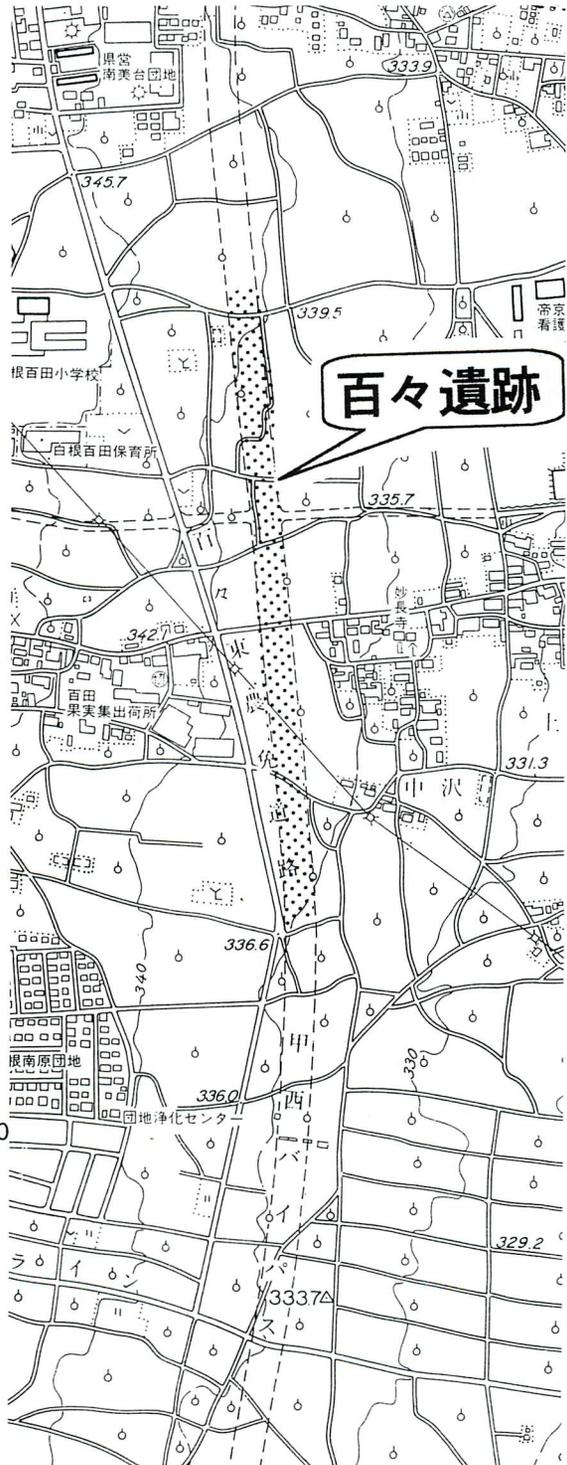 県営
南美台団地
333.9
345.7
339.5
帝京
看護
根百田小学校
百々遺跡
白根百田保育所
335.7
百々東農免道路
妙長寺
342.7
百田
果実集出荷所
331.3
中沢
336.6
340
甲西バイパス
根南原団地
330
336.0
団地浄化センター
0
329.2
ライン
333.7